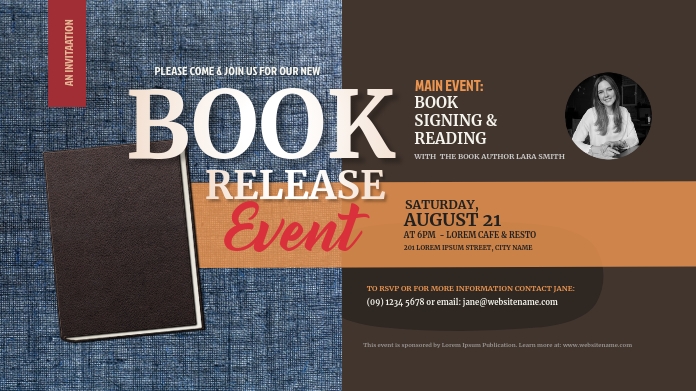 AN INVITAATION
PLEASE COME & JOIN US FOR OUR NEW
BOOK
RELEASE
Event
MAIN EVENT:
BOOK
SIGNING &
READING
WITH THE BOOK AUTHOR LARA SMITH
SATURDAY,
AUGUST 21
AT 6PM - LOREM CAFE & RESTO
201 LOREM IPSUM STREET, CITY NAME
TO RSVP OR FOR MORE INFORMATION CONTACT JANE:
(09) 1234 5678 or email: jane@websitename.com
This event is sponsored by Lorem Ipsum Publication. Learn more at: www.websitename.com